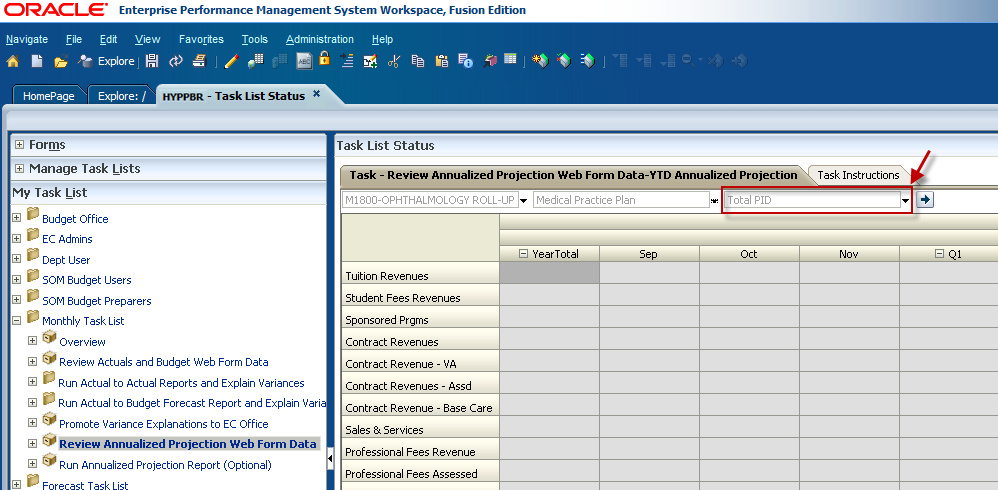 ORACLE Enterprise Performance Management System Workspace, Fusion Edition
Navigate File Edit View Favorites Tools Administration Help
Explore
HomePage Explore: / HYPPBR - Task List Status
Forms
Manage Task Lists
My Task List
Budget Office
EC Admins
Dept User
SOM Budget Users
SOM Budget Preparers
Monthly Task List
Overview
Review Actuals and Budget Web Form Data
Run Actual to Actual Reports and Explain Variances
Run Actual to Budget Forecast Report and Explain Varia
Promote Variance Explanations to EC Office
Review Annualized Projection Web Form Data
Run Annualized Projection Report (Optional)
Forecast Task List
Task List Status
Task - Review Annualized Projection Web Form Data-YTD Annualized Projection Task Instructions
M1800-OPHTHALMOLOGY ROLL-UP Medical Practice Plan Total PID
YearTotal Sep Oct Nov Q1
Tuition Revenues
Student Fees Revenues
Sponsored Prgms
Contract Revenues
Contract Revenue - VA
Contract Revenues - Assd
Contract Revenue - Base Care
Sales & Services
Professional Fees Revenue
Professional Fees Assessed